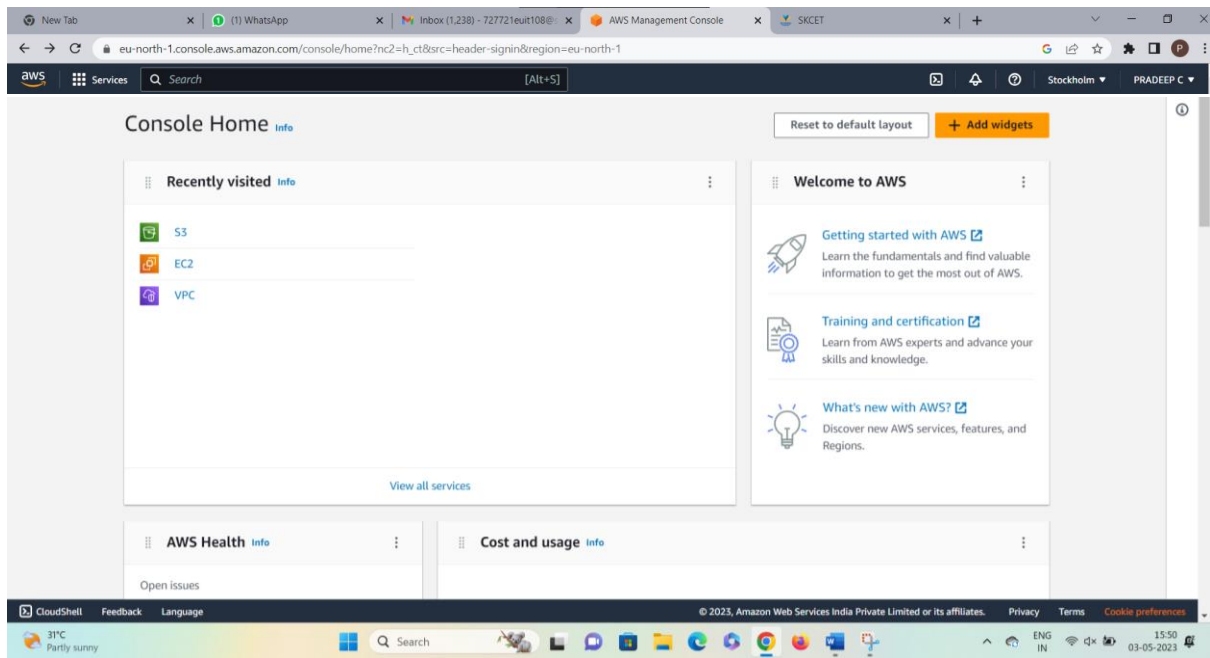 New Tab
(1) WhatsApp
Inbox (1,238) - 727721euit108@
AWS Management Console
SKCET
eu-north-1.console.aws.amazon.com/console/home?nc2=h_ct&src=header-signin&region=eu-north-1
G
P
aws
Services
Search
[Alt+S]
Stockholm
PRADEEP C
Console Home Info
Reset to default layout
+ Add widgets
Recently visited Info
S3
EC2
VPC
View all services
Welcome to AWS
Getting started with AWS
Learn the fundamentals and find valuable
information to get the most out of AWS.
Training and certification
Learn from AWS experts and advance your
skills and knowledge.
What's new with AWS?
Discover new AWS services, features, and
Regions.
AWS Health Info
Open issues
Cost and usage Info
CloudShell Feedback Language
© 2023, Amazon Web Services India Private Limited or its affiliates. Privacy Terms Cookie preferences
31°C
Partly sunny
Search
ENG
IN
15:50
03-05-2023